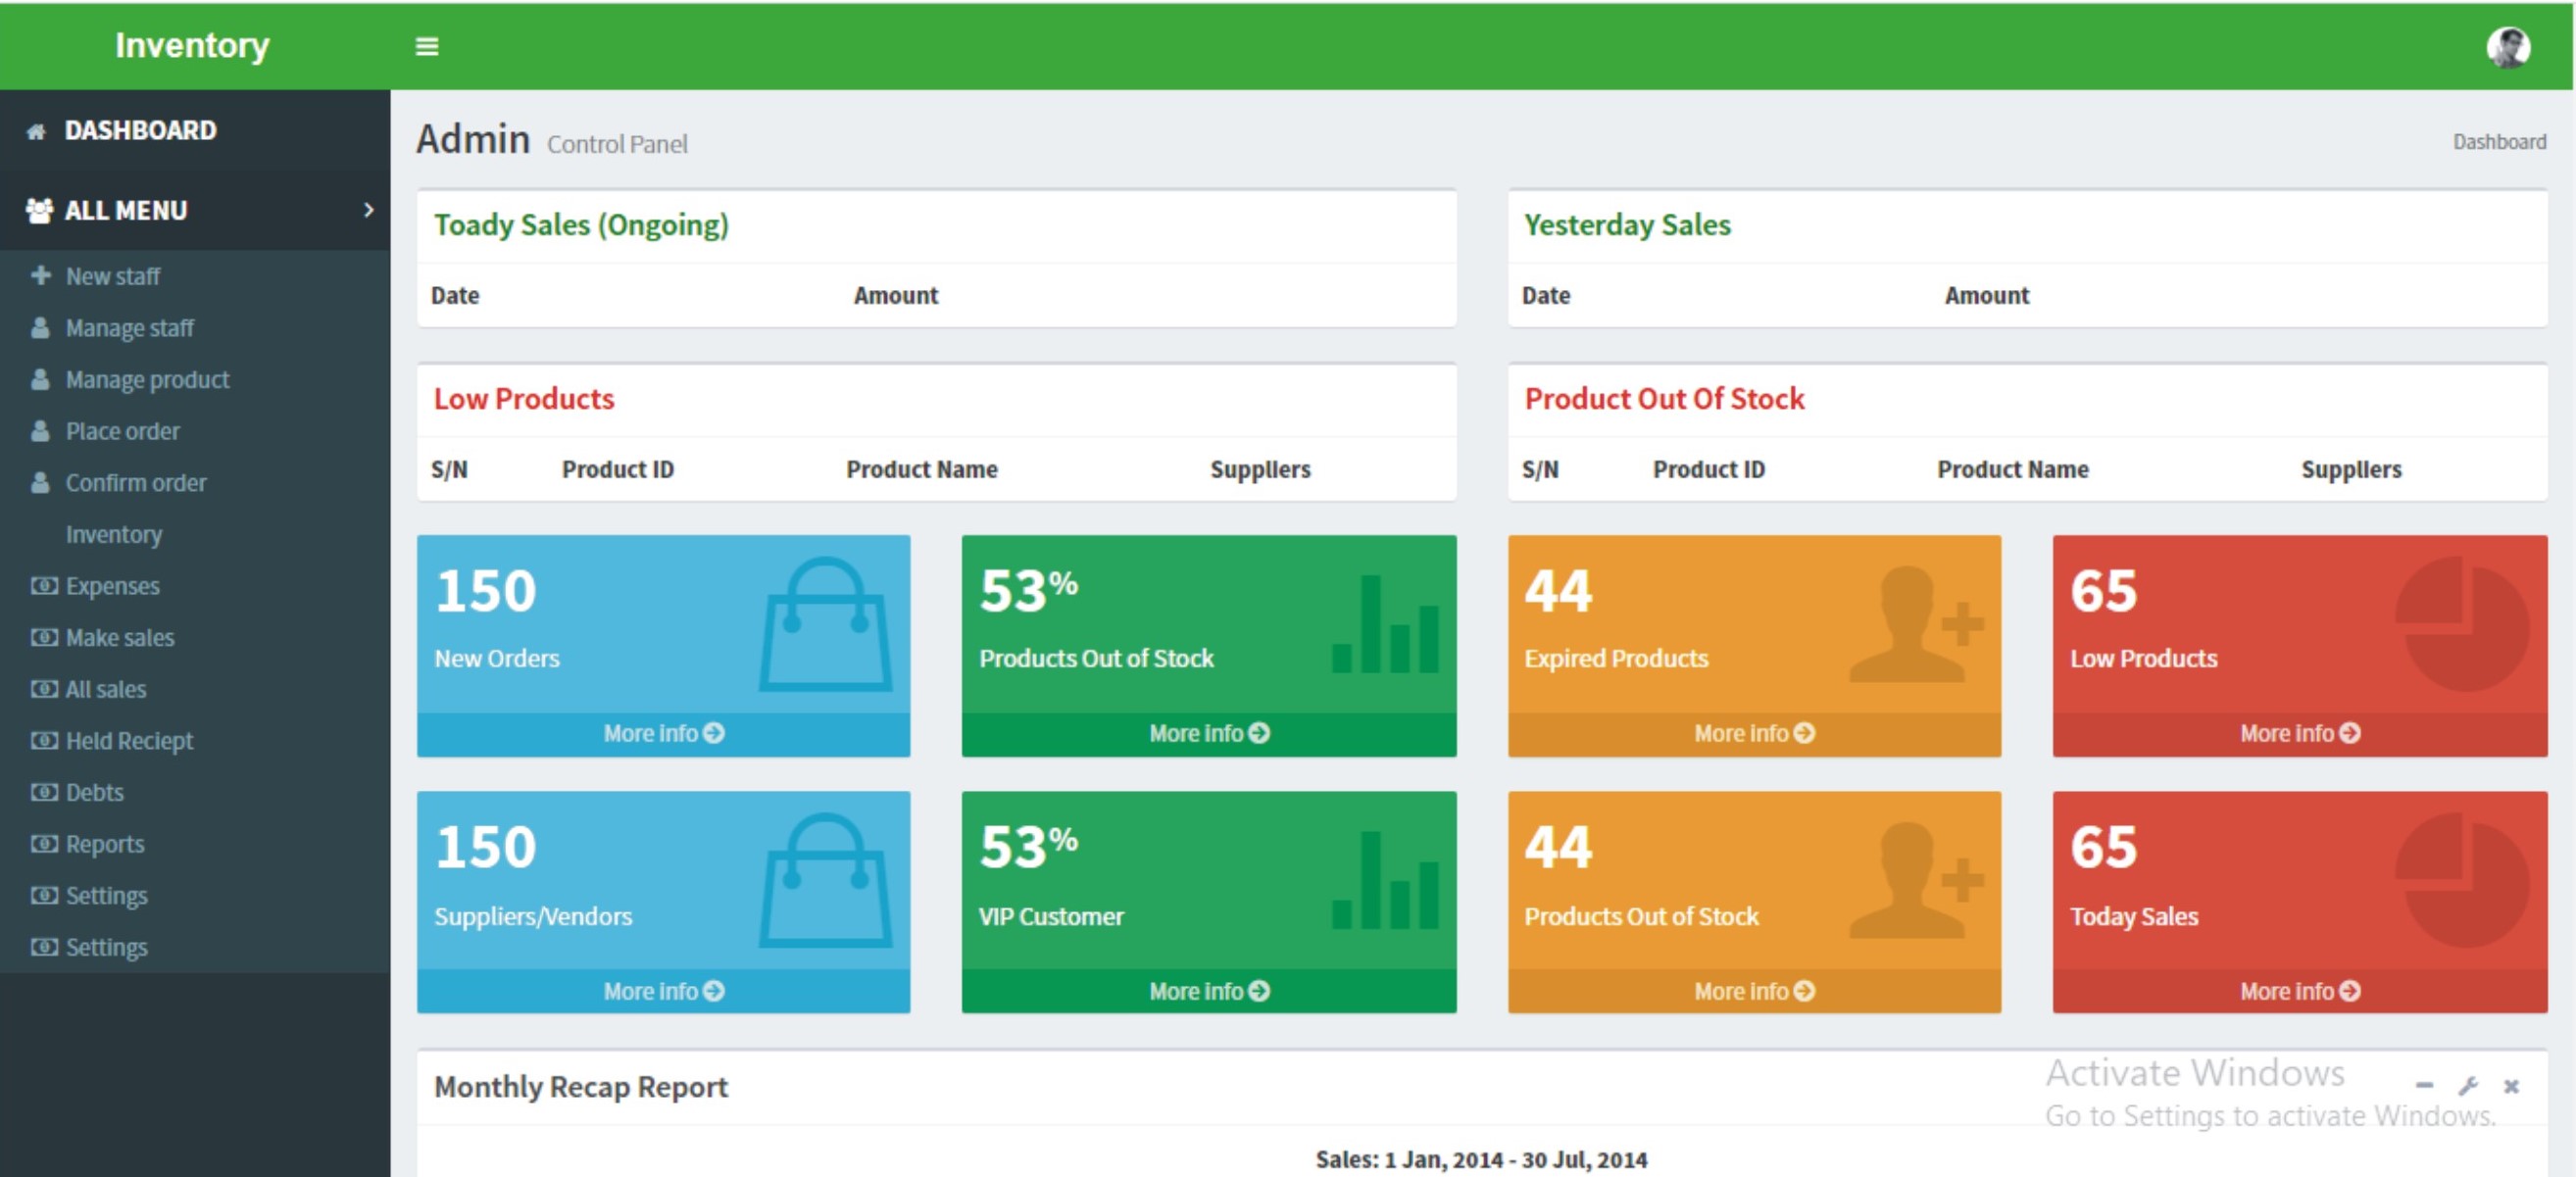 Inventory
DASHBOARD
ALL MENU
New staff
Manage staff
Manage product
Place order
Confirm order
Inventory
Expenses
Make sales
All sales
Held Reciept
Debts
Reports
Settings
Settings
Admin Control Panel
Dashboard
Toady Sales (Ongoing)
Date Amount
Yesterday Sales
Date Amount
Low Products
S/N Product ID Product Name Suppliers
Product Out Of Stock
S/N Product ID Product Name Suppliers
150
New Orders
More info
53%
Products Out of Stock
More info
44
Expired Products
More info
65
Low Products
More info
150
Suppliers/Vendors
More info
53%
VIP Customer
More info
44
Products Out of Stock
More info
65
Today Sales
More info
Monthly Recap Report
Activate Windows
Go to Settings to activate Windows.
Sales: 1 Jan, 2014 - 30 Jul, 2014